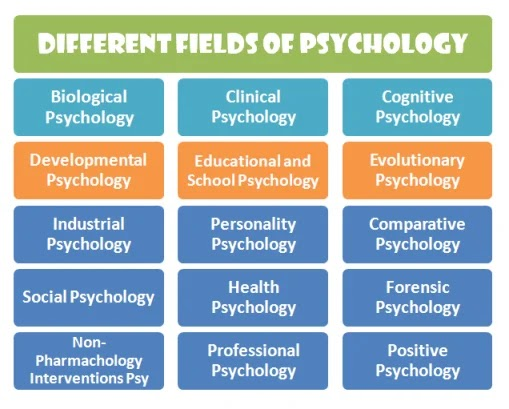 DIFFERENT FIELDS OF PSYCHOLOGY
Biological
Psychology
Clinical
Psychology
Cognitive
Psychology
Developmental
Psychology
Educational and
School Psychology
Evolutionary
Psychology
Industrial
Psychology
Personality
Psychology
Comparative
Psychology
Social Psychology
Health
Psychology
Forensic
Psychology
Non-
Pharmachology
Interventions Psy
Professional
Psychology
Positive
Psychology